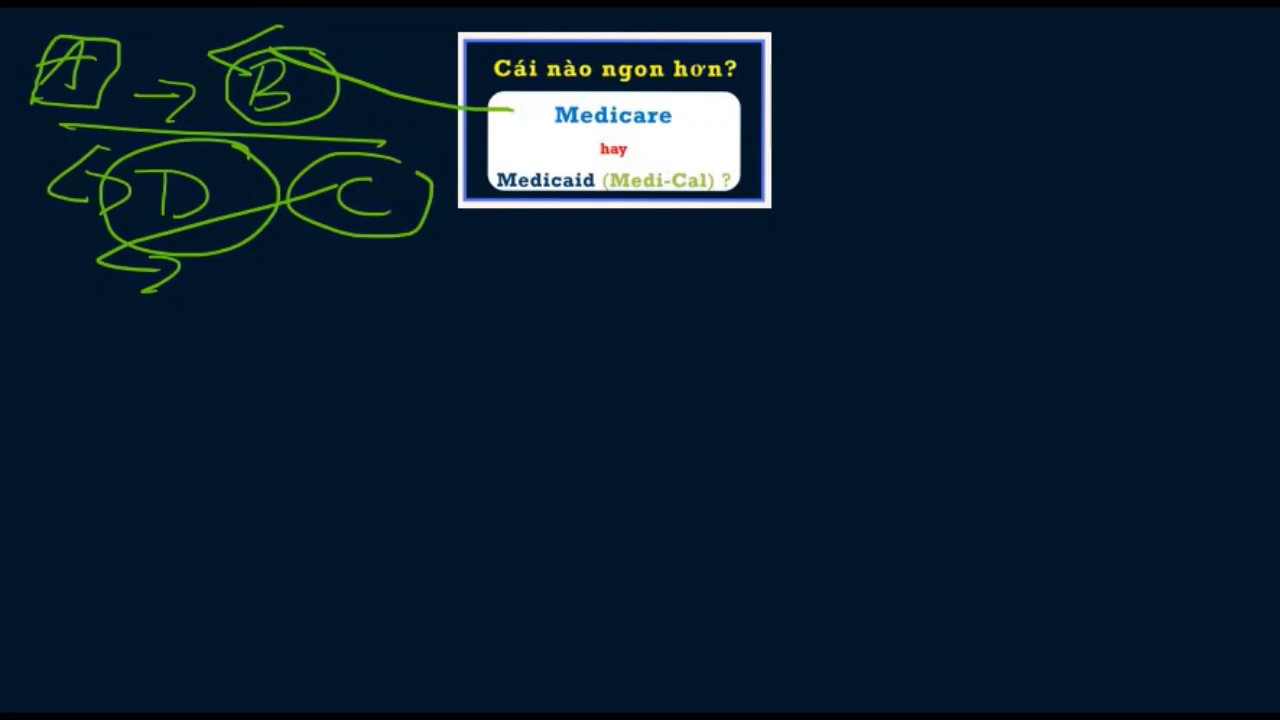 A → B
D C
Cái nào ngon hơn?
Medicare
hay
Medicaid (Medi-Cal) ?